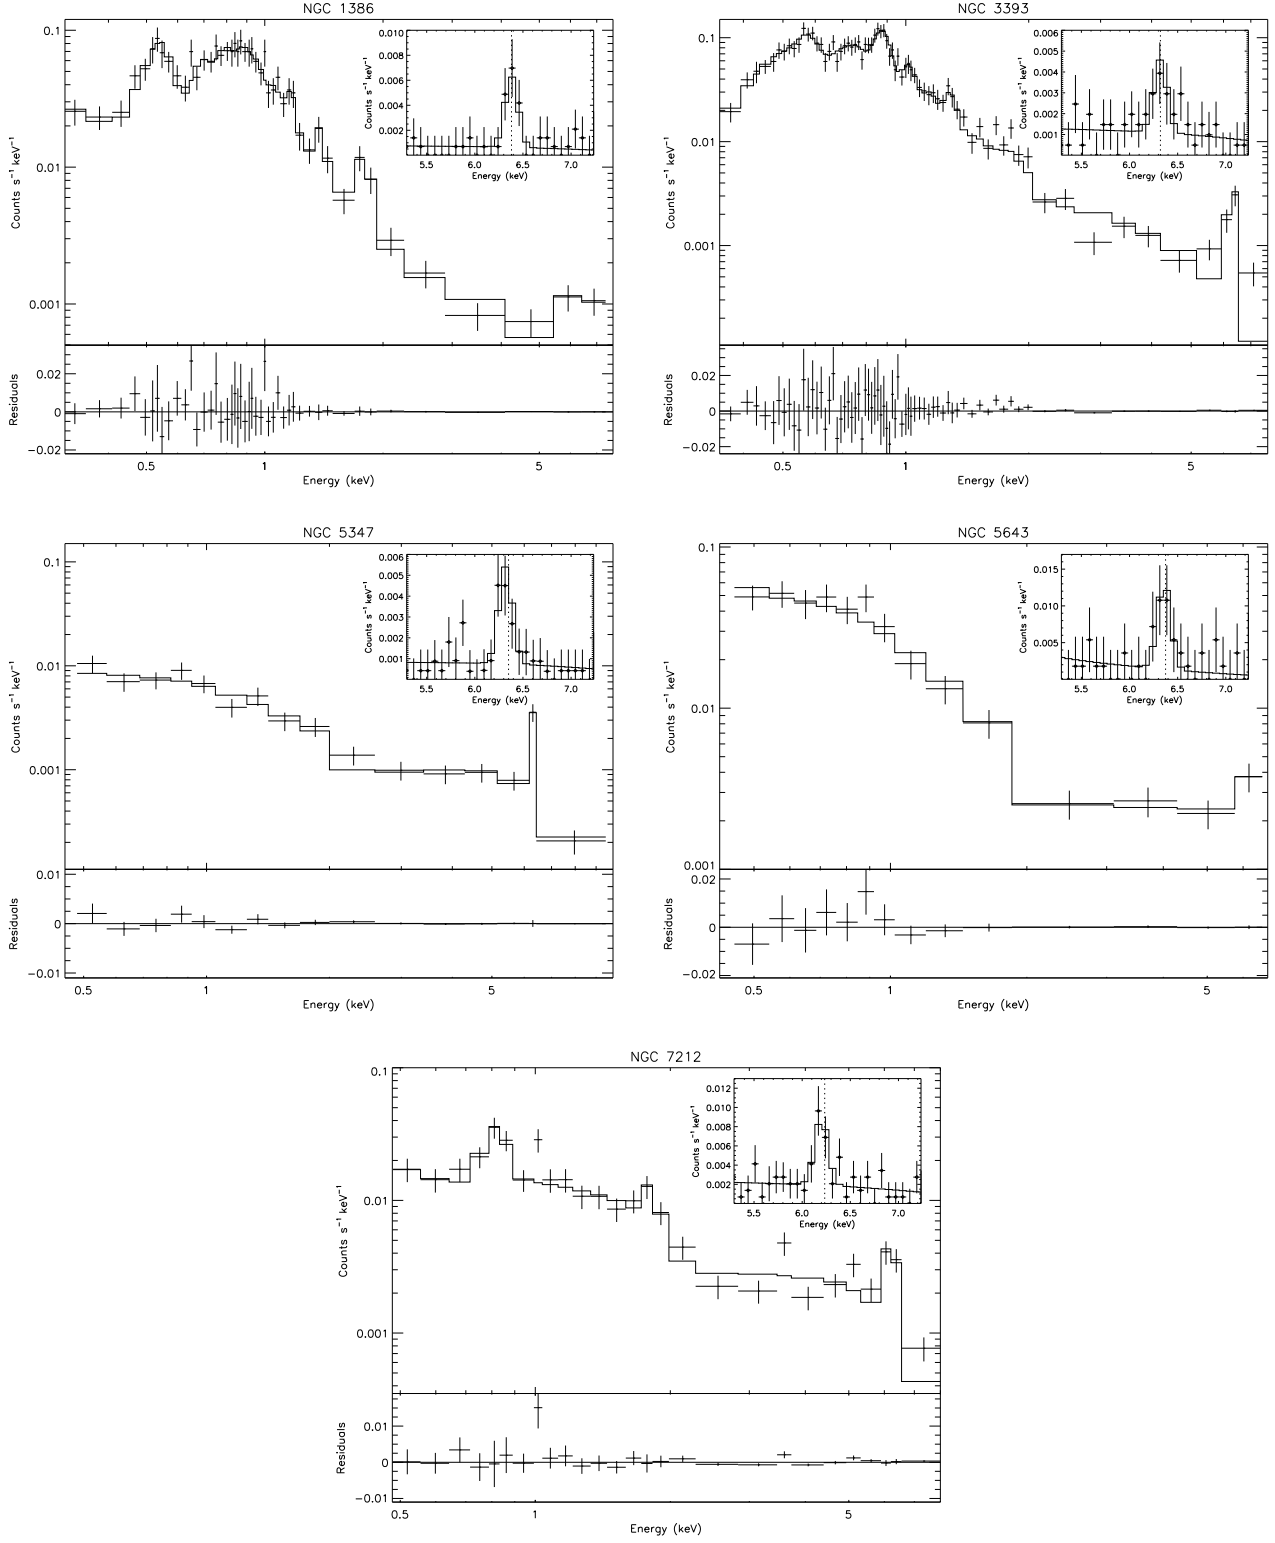 NGC 1386
0.1
0.01
0.001
Counts s⁻¹ keV⁻¹
0.010
0.008
0.006
0.004
0.002
Counts s⁻¹ keV⁻¹
5.5 6.0 6.5 7.0
Energy (keV)
0.02
0
−0.02
Residuals
0.5 1 5
Energy (keV)
NGC 3393
0.1
0.01
0.001
Counts s⁻¹ keV⁻¹
0.006
0.005
0.004
0.003
0.002
0.001
Counts s⁻¹ keV⁻¹
5.5 6.0 6.5 7.0
Energy (keV)
0.02
0
−0.02
Residuals
0.5 1 5
Energy (keV)
NGC 5347
0.1
0.01
0.001
Counts s⁻¹ keV⁻¹
0.006
0.005
0.004
0.003
0.002
0.001
Counts s⁻¹ keV⁻¹
5.5 6.0 6.5 7.0
Energy (keV)
0.01
0
−0.01
Residuals
0.5 1 5
Energy (keV)
NGC 5643
0.1
0.01
0.001
Counts s⁻¹ keV⁻¹
0.015
0.010
0.005
Counts s⁻¹ keV⁻¹
5.5 6.0 6.5 7.0
Energy (keV)
0.02
0
−0.02
Residuals
0.5 1 5
Energy (keV)
NGC 7212
0.1
0.01
0.001
Counts s⁻¹ keV⁻¹
0.012
0.010
0.008
0.006
0.004
0.002
Counts s⁻¹ keV⁻¹
5.5 6.0 6.5 7.0
Energy (keV)
0.01
0
−0.01
Residuals
0.5 1 5
Energy (keV)